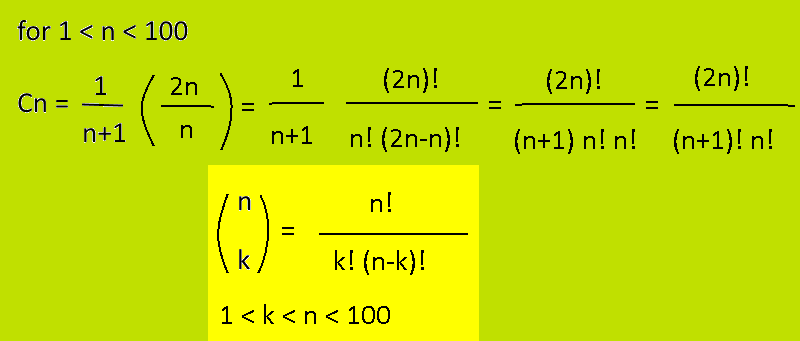 for 1 < n < 100
Cn = 1/n+1 (2n/n) = 1/n+1 (2n)!/n! (2n-n)! = (2n)!/(n+1) n! n! = (2n)!/(n+1)! n!
(n k) = n!/k! (n-k)!
1 < k < n < 100